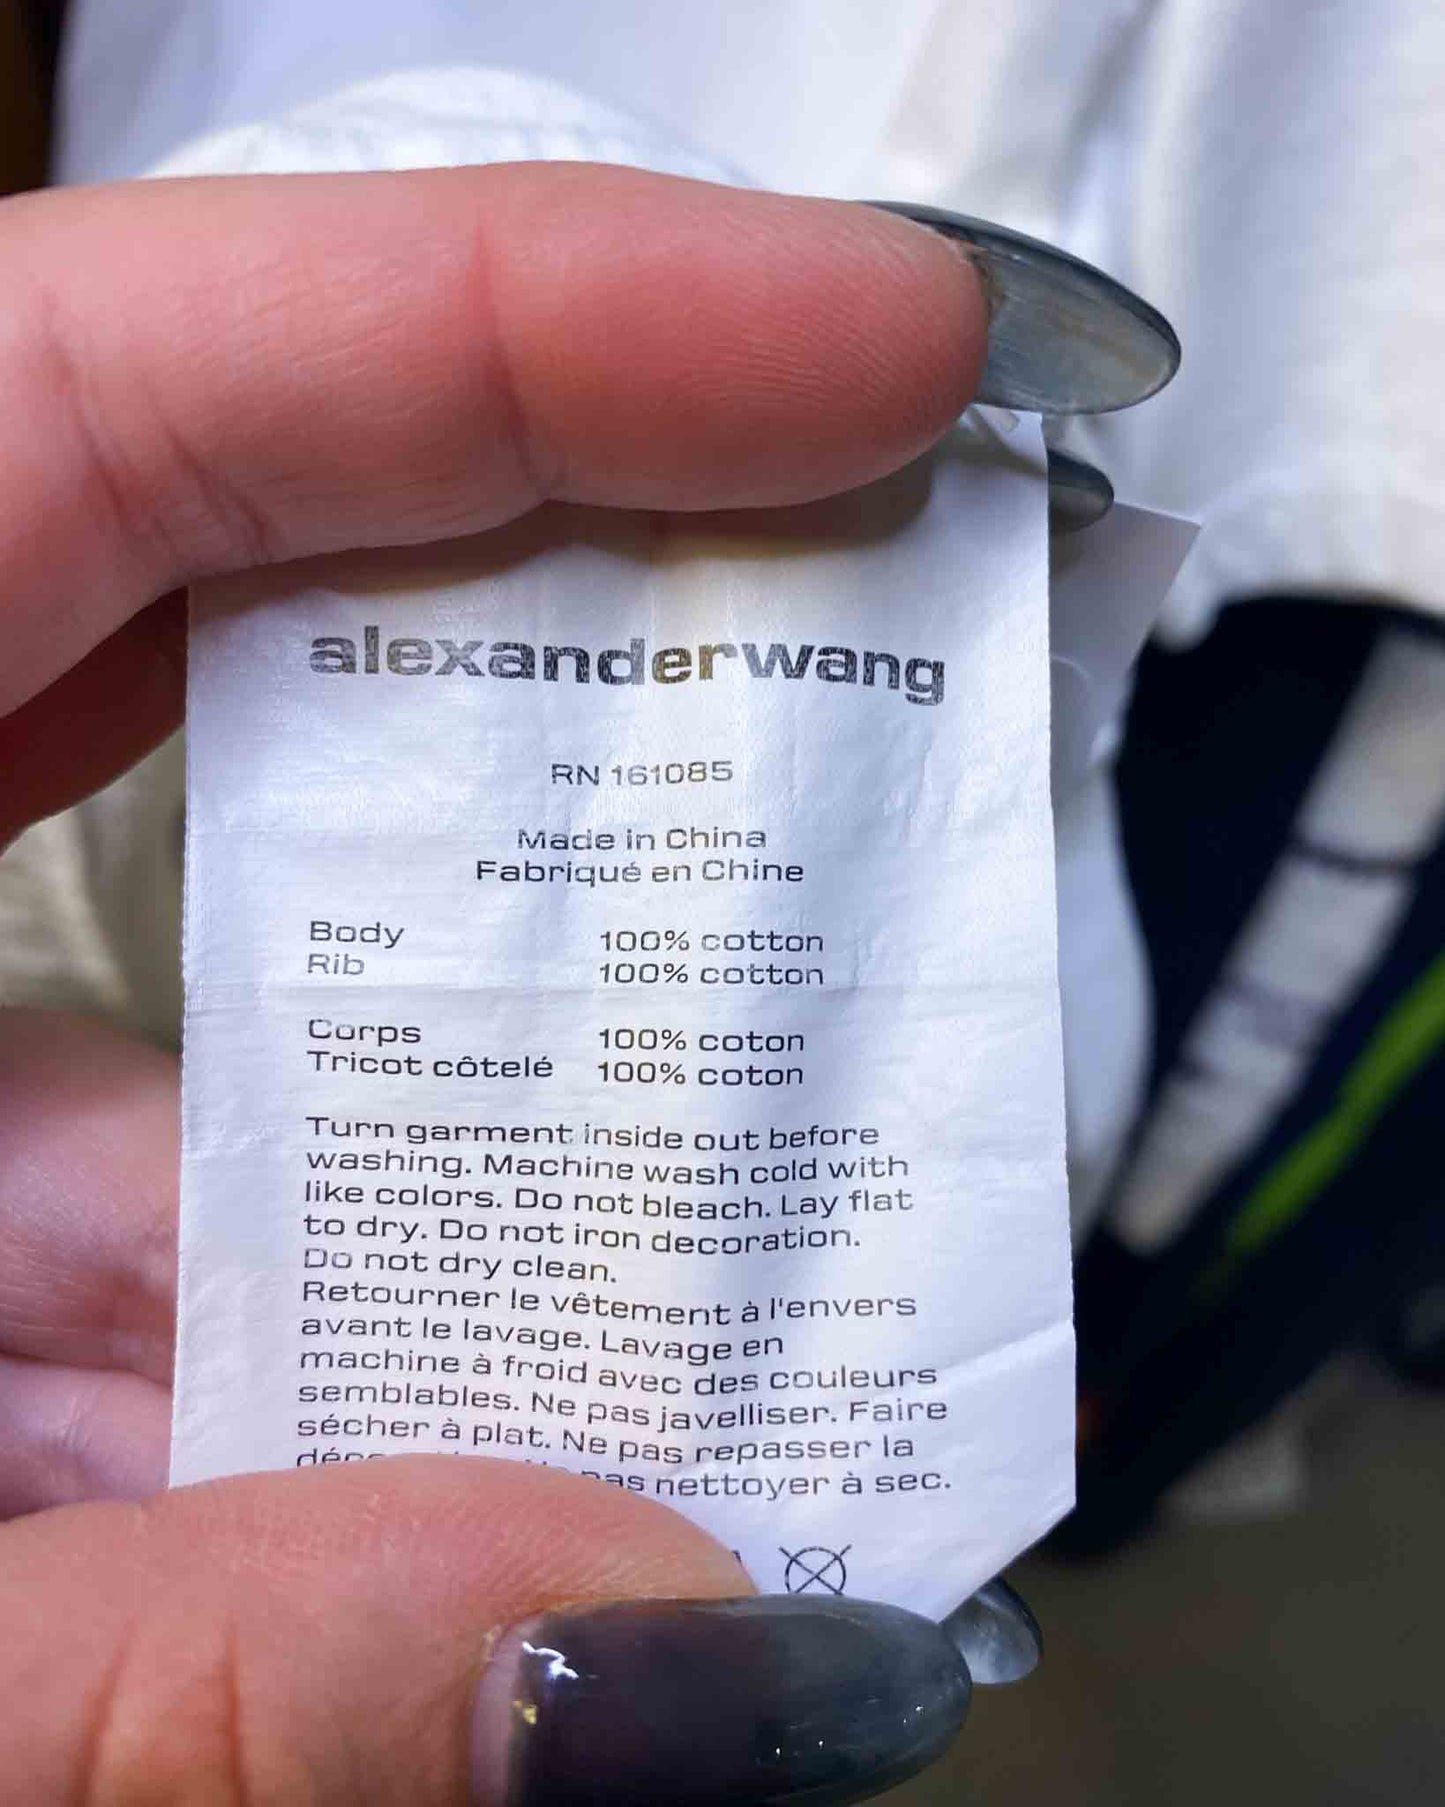 alexanderwang
RN 161085
Made in China
Fabriqué en Chine
Body 100% cotton
Rib 100% cotton
Corps 100% coton
Tricot côtelé 100% coton
Turn garment inside out before
washing. Machine wash cold with
like colors. Do not bleach. Lay flat
to dry. Do not iron decoration.
Do not dry clean.
Retourner le vêtement à l'envers
avant le lavage. Lavage en
machine à froid avec des couleurs
semblables. Ne pas javelliser. Faire
sécher à plat. Ne pas repasser la
pas nettoyer à sec.